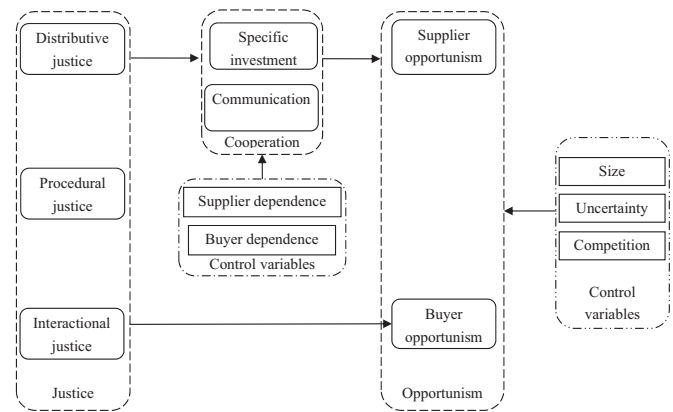 Distributive
justice
Procedural
justice
Interactional
justice
Justice
Specific
investment
Communication
Cooperation
Supplier dependence
Buyer dependence
Control variables
Supplier
opportunism
Buyer
opportunism
Opportunism
Size
Uncertainty
Competition
Control
variables